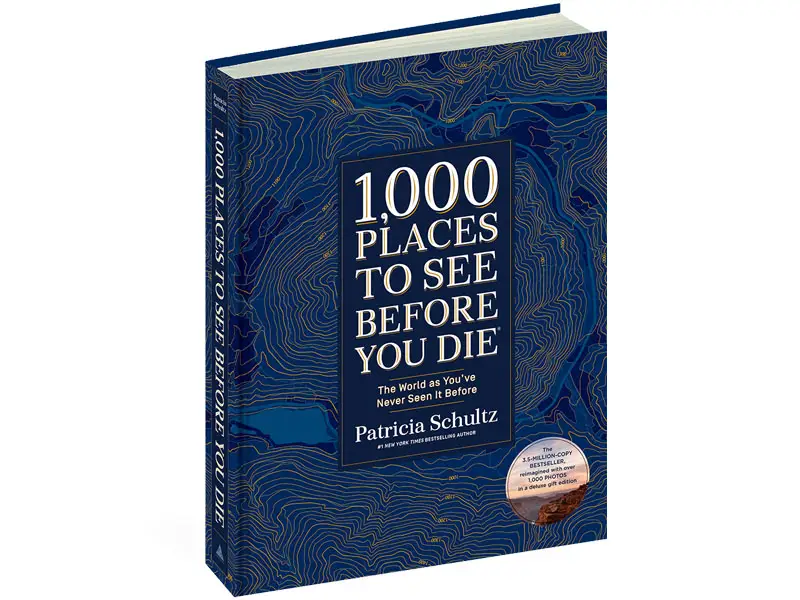 Patricia
Schultz
1,000 PLACES TO SEE BEFORE YOU DIE
1,000
PLACES
TO SEE
BEFORE
YOU DIE®
The World as You've
Never Seen It Before
Patricia Schultz
#1 NEW YORK TIMES BESTSELLING AUTHOR
The
3.5-MILLION-COPY
BESTSELLER,
reimagined with over
1,000 PHOTOS
in a deluxe gift edition